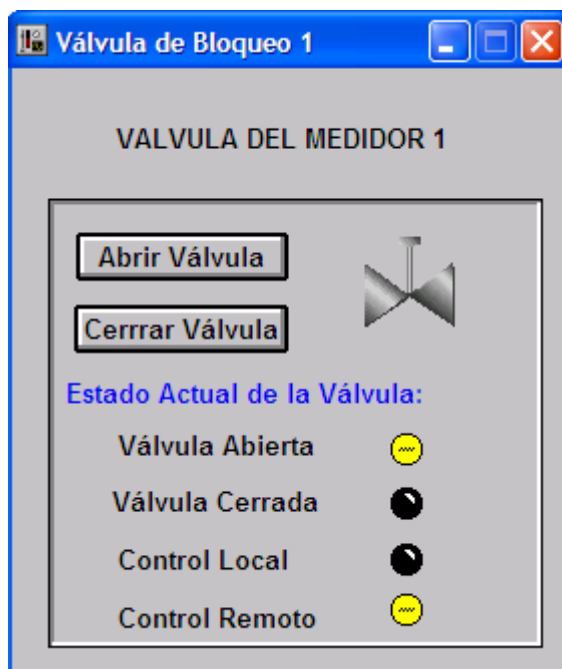 Válvula de Bloqueo 1
VALVULA DEL MEDIDOR 1
Abrir Válvula
Cerrrar Válvula
Estado Actual de la Válvula:
Válvula Abierta
Válvula Cerrada
Control Local
Control Remoto